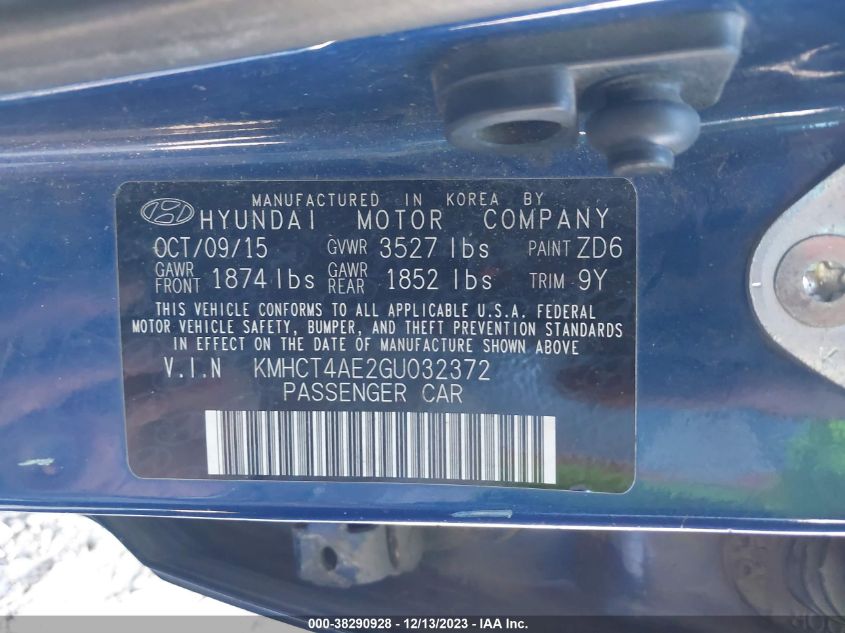 MANUFACTURED IN KOREA BY
HYUNDAI MOTOR COMPANY
OCT/09/15 GVWR 3527 lbs PAINT ZD6
GAWR FRONT 1874 lbs GAWR REAR 1852 lbs TRIM 9Y
THIS VEHICLE CONFORMS TO ALL APPLICABLE U.S.A. FEDERAL
MOTOR VEHICLE SAFETY, BUMPER, AND THEFT PREVENTION STANDARDS
IN EFFECT ON THE DATE OF MANUFACTURE SHOWN ABOVE.
V.I.N KMHCT4AE2GU032372
PASSENGER CAR
000-38290928 - 12/13/2023 - Copyright © IAA